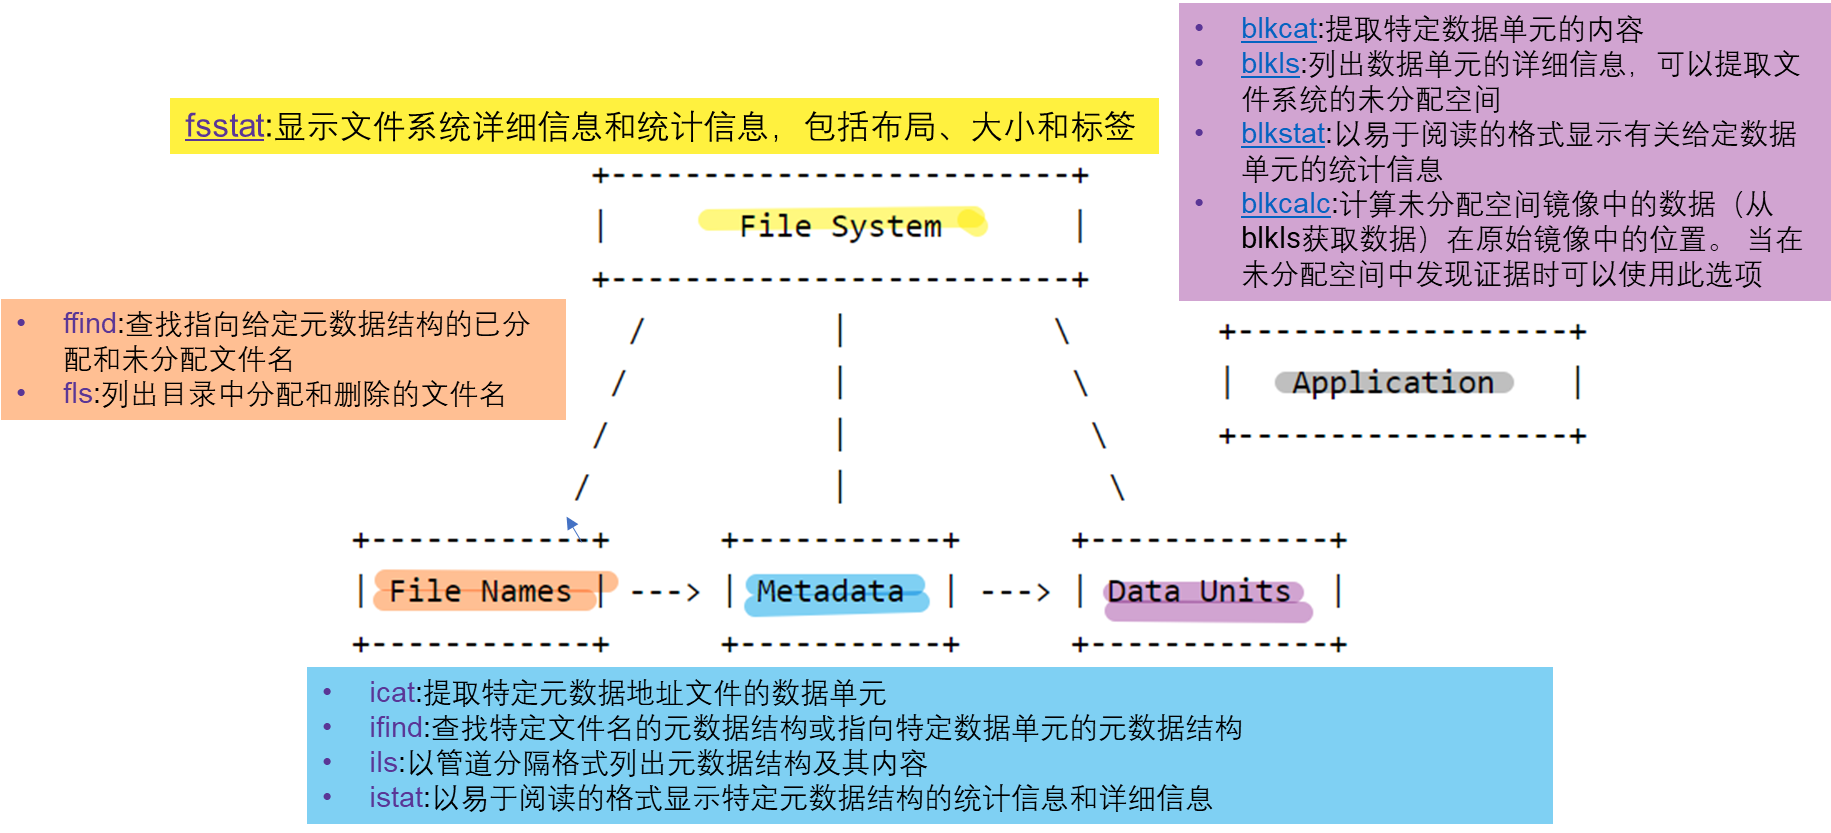 fsstat:显示文件系统详细信息和统计信息，包括布局、大小和标签
• blkcat:提取特定数据单元的内容
• blkls:列出数据单元的详细信息，可以提取文
件系统的未分配空间
• blkstat:以易于阅读的格式显示有关给定数据
单元的统计信息
• blkcalc:计算未分配空间镜像中的数据（从
blkls获取数据）在原始镜像中的位置。 当在
未分配空间中发现证据时可以使用此选项
+-------------------------+
| File System |
+-------------------------+
• ffind:查找指向给定元数据结构的已分
配和未分配文件名
• fls:列出目录中分配和删除的文件名
/ | \
/ | \
/ | \
/ | \
+------------------+
| Application |
+------------------+
+------------+ +-----------+ +-------------+
| File Names | ---> | Metadata | ---> | Data Units |
+------------+ +-----------+ +-------------+
• icat:提取特定元数据地址文件的数据单元
• ifind:查找特定文件名的元数据结构或指向特定数据单元的元数据结构
• ils:以管道分隔格式列出元数据结构及其内容
• istat:以易于阅读的格式显示特定元数据结构的统计信息和详细信息